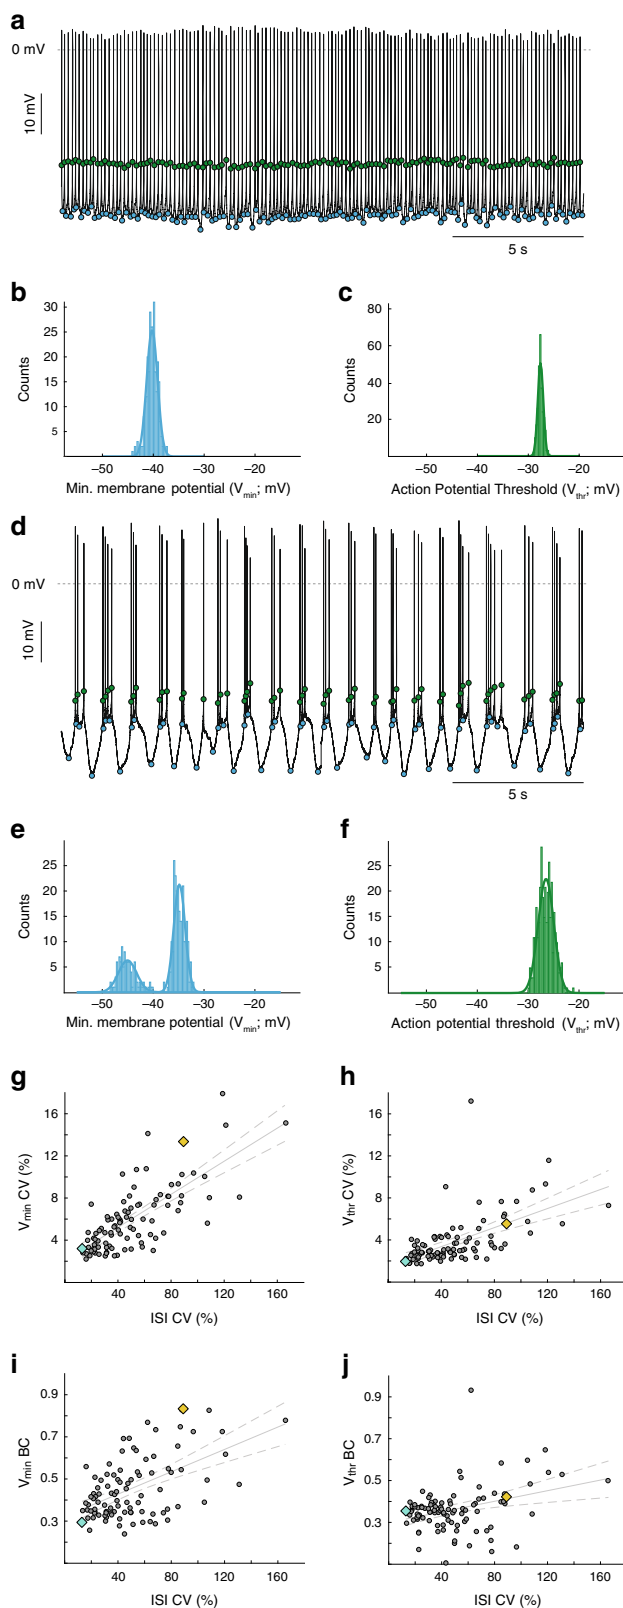 a
0 mV
10 mV
5 s
b
c
30
25
20
15
10
5
Counts
−50
−40
−30
−20
Min. membrane potential (Vmin; mV)
80
60
40
20
Counts
−50
−40
−30
−20
Action Potential Threshold (Vthr; mV)
d
0 mV
10 mV
5 s
e
f
25
20
15
10
5
Counts
−50
−40
−30
−20
Min. membrane potential (Vmin; mV)
25
20
15
10
5
Counts
−50
−40
−30
−20
Action potential threshold (Vthr; mV)
g
h
16
12
8
4
Vmin CV (%)
40
80
120
160
ISI CV (%)
16
12
8
4
Vthr CV (%)
40
80
120
160
ISI CV (%)
i
j
0.9
0.7
0.5
0.3
Vmin BC
40
80
120
160
ISI CV (%)
0.9
0.7
0.5
0.3
Vthr BC
40
80
120
160
ISI CV (%)